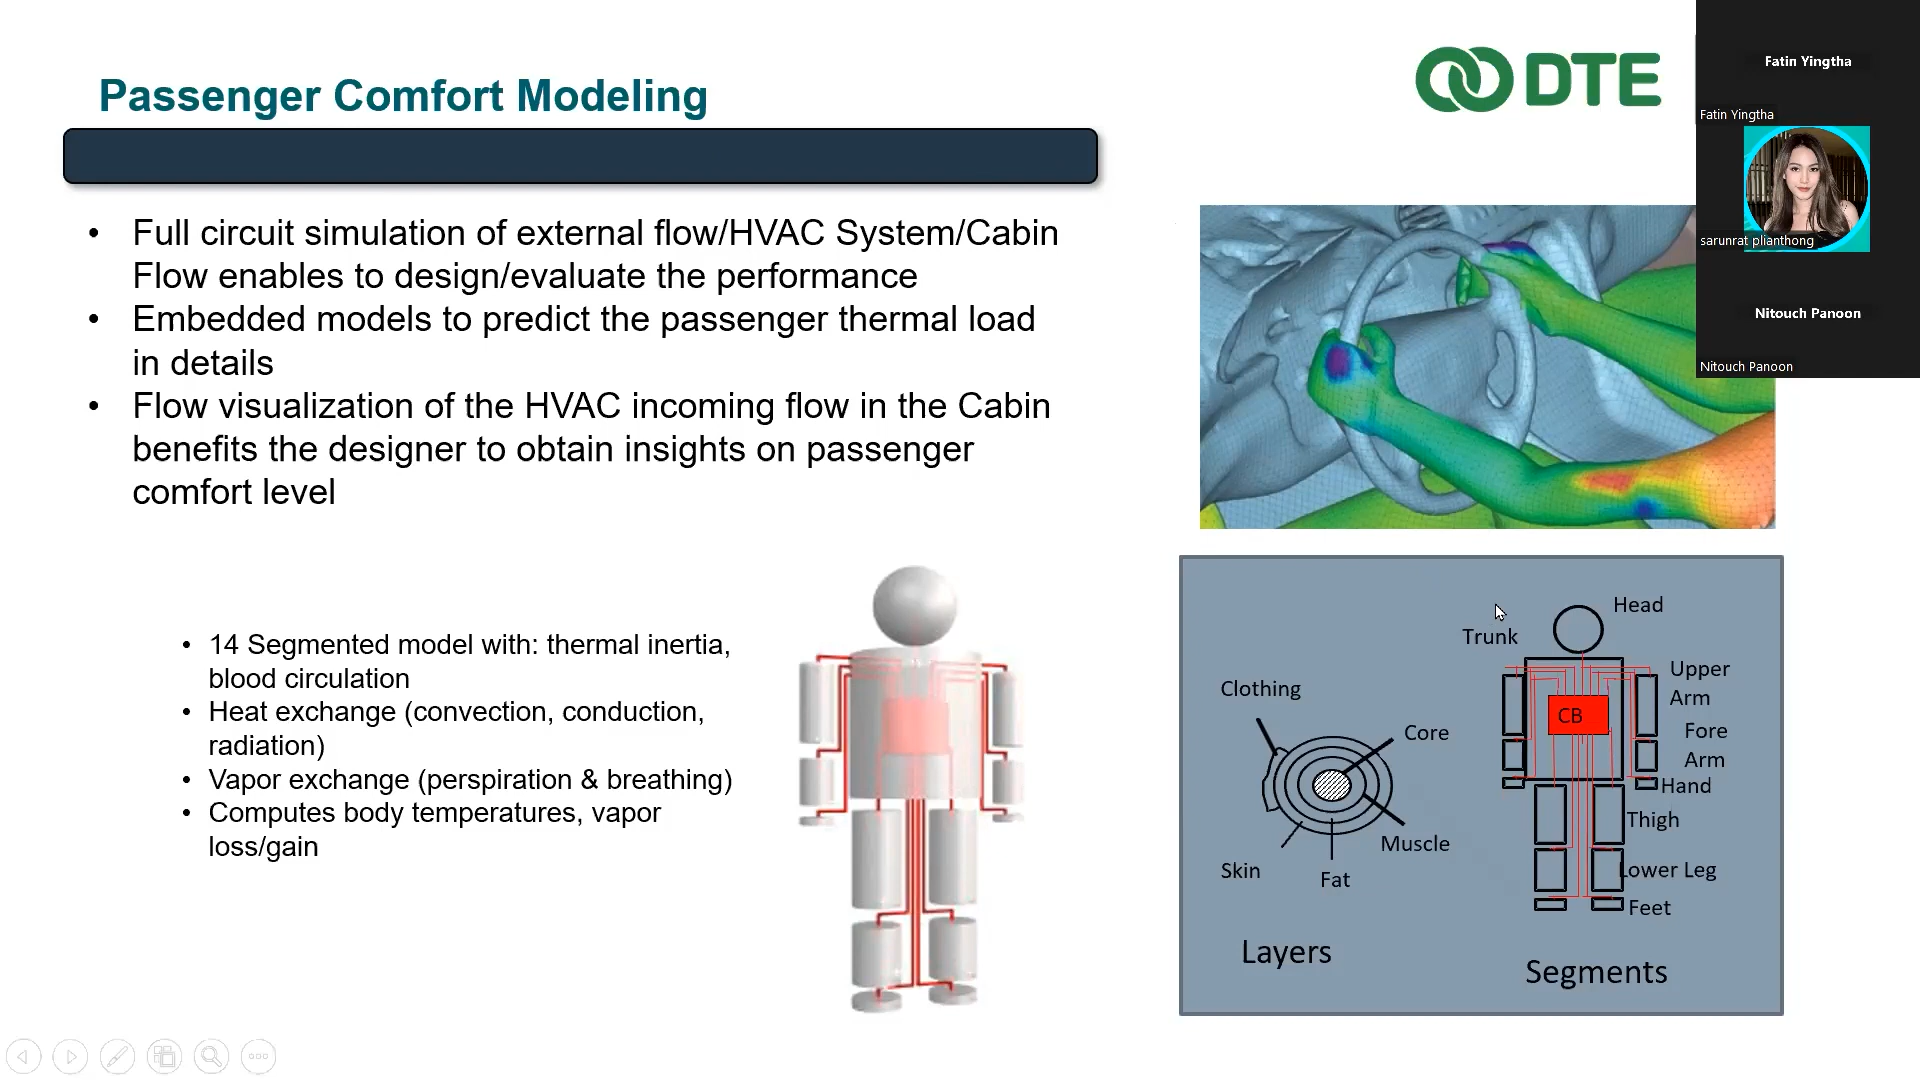 Passenger Comfort Modeling
DTE
• Full circuit simulation of external flow/HVAC System/Cabin
Flow enables to design/evaluate the performance
• Embedded models to predict the passenger thermal load
in details
• Flow visualization of the HVAC incoming flow in the Cabin
benefits the designer to obtain insights on passenger
comfort level
• 14 Segmented model with: thermal inertia,
blood circulation
• Heat exchange (convection, conduction,
radiation)
• Vapor exchange (perspiration & breathing)
• Computes body temperatures, vapor
loss/gain
Clothing
Core
Muscle
Skin
Fat
Layers
Head
Trunk
Upper
Arm
CB
Fore
Arm
Hand
Thigh
Lower Leg
Feet
Segments
Fatin Yingtha
Fatin Yingtha
sarunrat plianthong
Nitouch Panoon
Nitouch Panoon